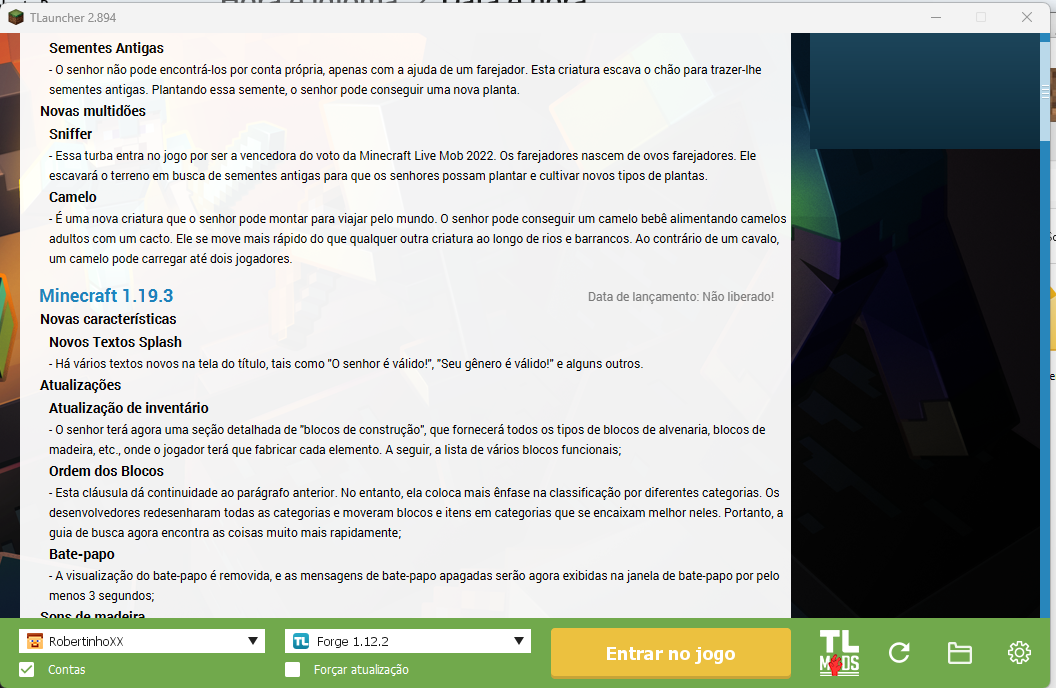 TLauncher 2.894
Sementes Antigas
- O senhor não pode encontrá-los por conta própria, apenas com a ajuda de um farejador. Esta criatura escava o chão para trazer-lhe
sementes antigas. Plantando essa semente, o senhor pode conseguir uma nova planta.
Novas multidões
Sniffer
- Essa turba entra no jogo por ser a vencedora do voto da Minecraft Live Mob 2022. Os farejadores nascem de ovos farejadores. Ele
escavará o terreno em busca de sementes antigas para que os senhores possam plantar e cultivar novos tipos de plantas.
Camelo
- É uma nova criatura que o senhor pode montar para viajar pelo mundo. O senhor pode conseguir um camelo bebê alimentando camelos
adultos com um cacto. Ele se move mais rápido do que qualquer outra criatura ao longo de rios e barrancos. Ao contrário de um cavalo,
um camelo pode carregar até dois jogadores.
Minecraft 1.19.3
Data de lançamento: Não liberado!
Novas características
Novos Textos Splash
- Há vários textos novos na tela do título, tais como "O senhor é válido!", "Seu gênero é válido!" e alguns outros.
Atualizações
Atualização de inventário
- O senhor terá agora uma seção detalhada de "blocos de construção", que fornecerá todos os tipos de blocos de alvenaria, blocos de
madeira, etc., onde o jogador terá que fabricar cada elemento. A seguir, a lista de vários blocos funcionais;
Ordem dos Blocos
- Esta cláusula dá continuidade ao parágrafo anterior. No entanto, ela coloca mais ênfase na classificação por diferentes categorias. Os
desenvolvedores redesenharam todas as categorias e moveram blocos e itens em categorias que se encaixam melhor neles. Portanto, a
guia de busca agora encontra as coisas muito mais rapidamente;
Bate-papo
- A visualização do bate-papo é removida, e as mensagens de bate-papo apagadas serão agora exibidas na janela de bate-papo por pelo
menos 3 segundos;
Sons de madeira
RobertinhoXX
TL
Forge 1.12.2
Entrar no jogo
TL
MODS
Contas
Forçar atualização